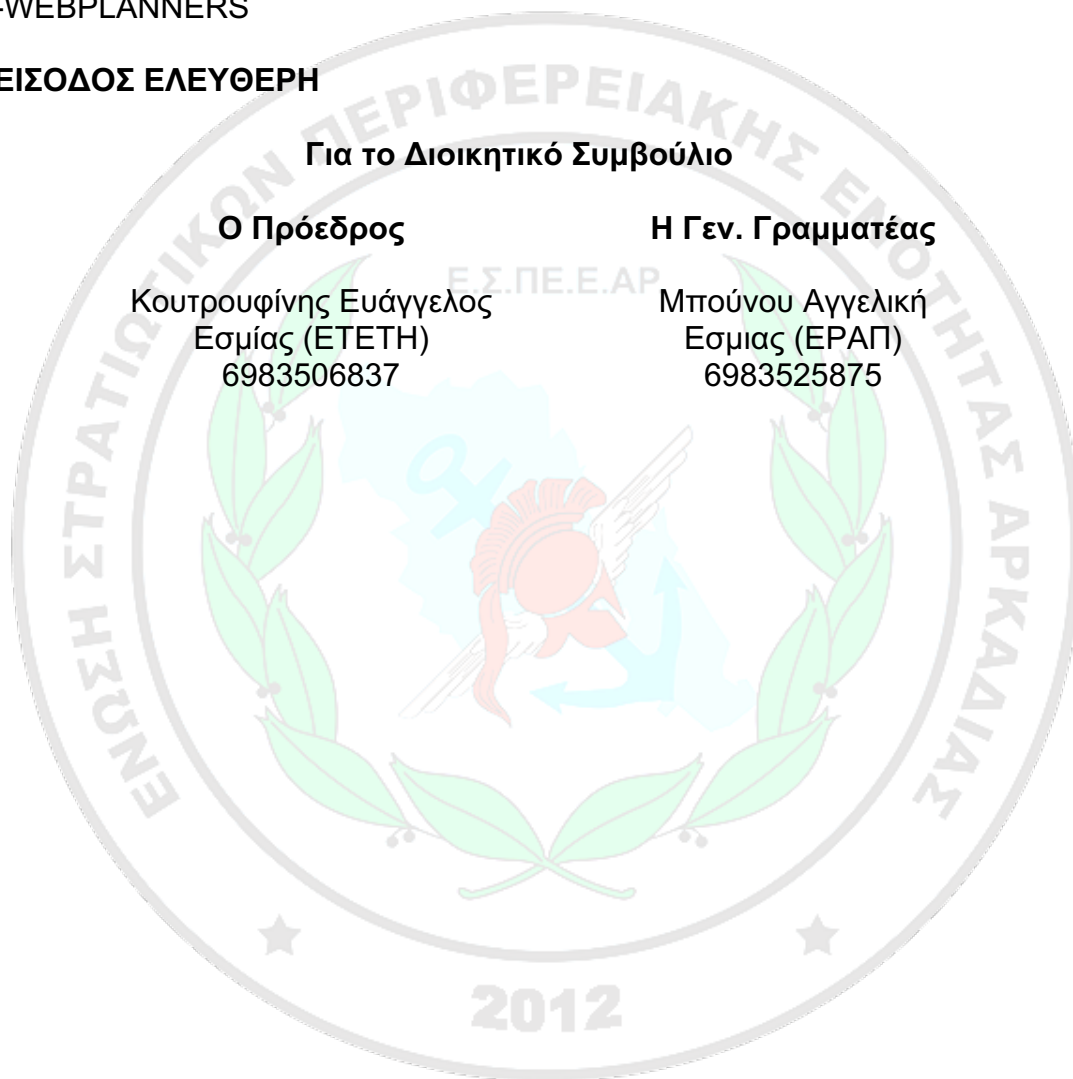 -WEBPLANNERS
ΕΙΣΟΔΟΣ ΕΛΕΥΘΕΡΗ
Για το Διοικητικό Συμβούλιο
Ο Πρόεδρος Η Γεν. Γραμματέας
Κουτρουφίνης Ευάγγελος Μπούνου Αγγελική
Εσμίας (ΕΤΕΤΗ) Εσμιας (ΕΡΑΠ)
6983506837 6983525875
ΕΝΩΣΗ ΣΤΡΑΤΙΩΤΙΚΩΝ ΠΕΡΙΦΕΡΕΙΑΚΗΣ ΕΝΟΤΗΤΑΣ ΑΡΚΑΔΙΑΣ
Ε.Σ.ΠΕ.Ε.ΑΡ.
2012